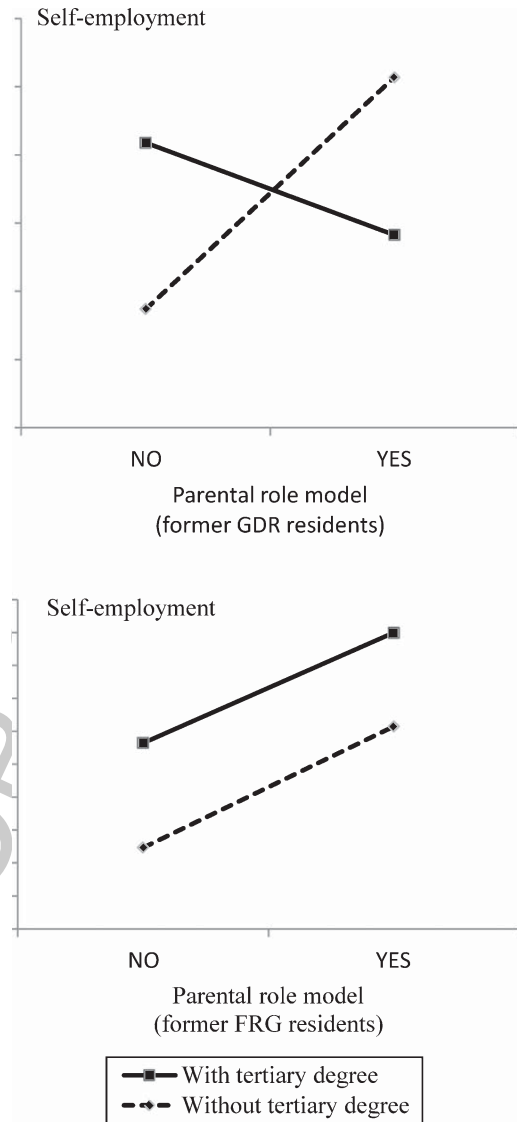 Self-employment
NO YES
Parental role model
(former GDR residents)
Self-employment
NO YES
Parental role model
(former FRG residents)
With tertiary degree
Without tertiary degree